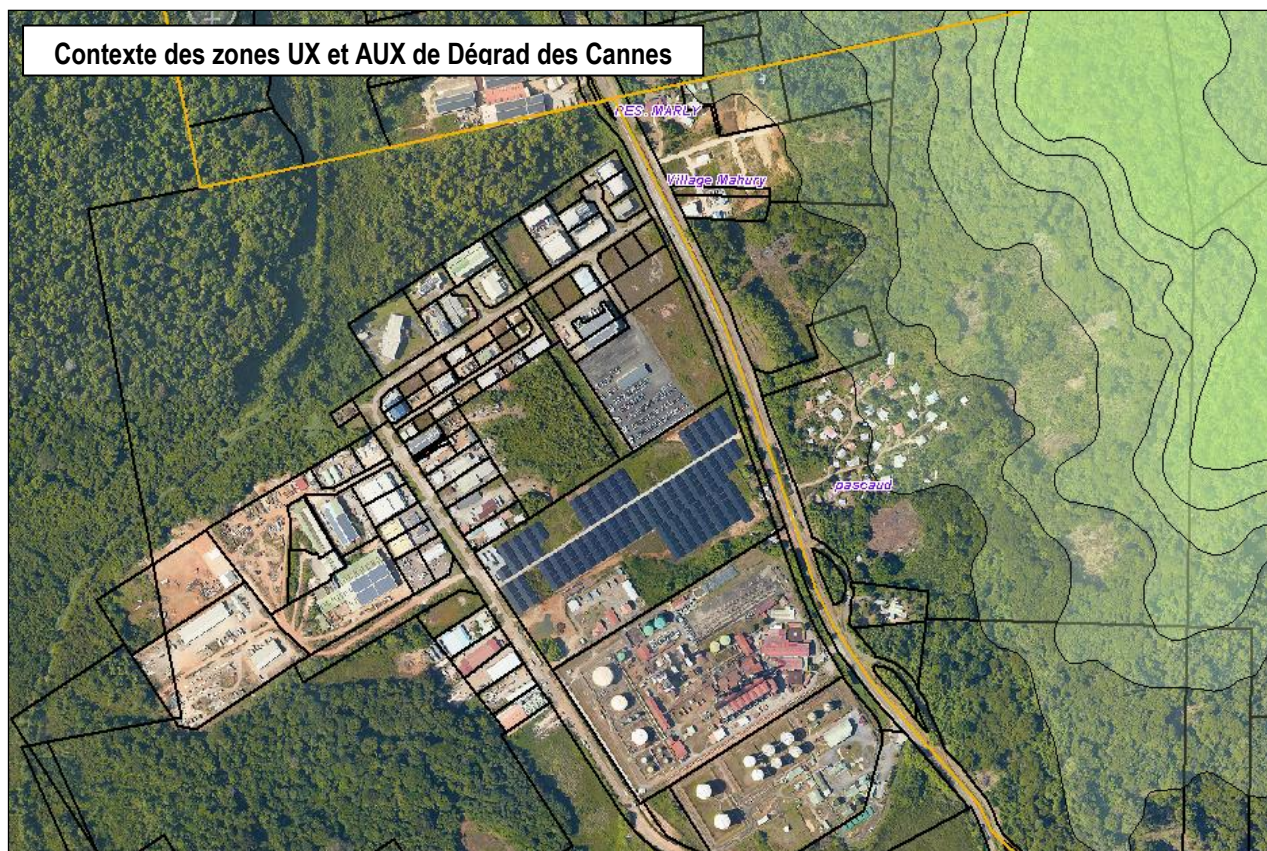 Contexte des zones UX et AUX de Dégrad des Cannes
RES. MARLY
Village Mahury
pascaud